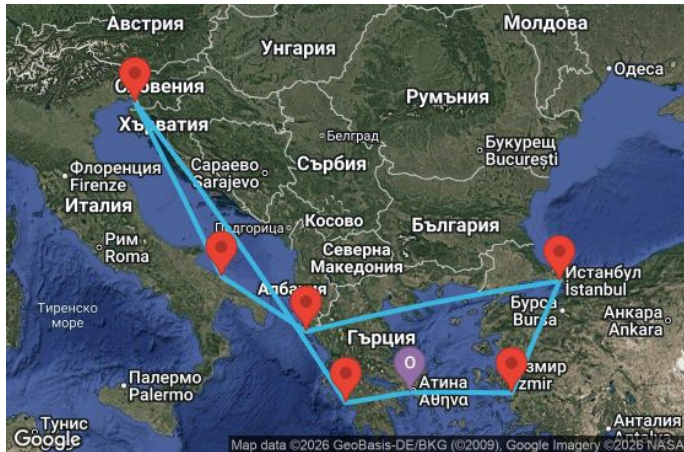 Австрия
Молдова
Унгария
Одеса
Словения
Румъния
Хърватия
Белград
Букурещ
București
Флоренция
Firenze
Сараево
Sarajevo
Сърбия
Италия
Подгорица
Косово
България
Рим
Roma
Северна
Македония
Истанбул
İstanbul
Албания
Тиренско
море
Бурса
Bursa
Анкара
Ankara
Гърция
O
Палермо
Palermo
Атина
Αθήνα
Измир
Izmir
Тунис
Анталия
Google
Map data ©2026 GeoBasis-DE/BKG (©2009), Google Imagery ©2026 NASA